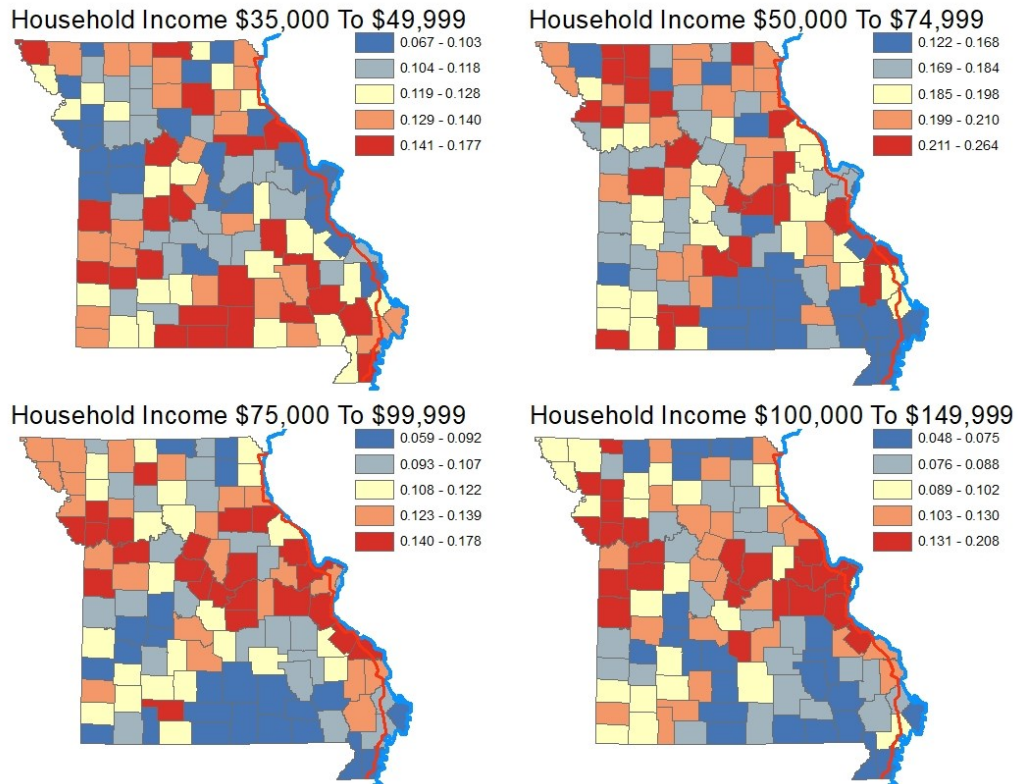 Household Income $35,000 To $49,999
0.067 - 0.103
0.104 - 0.118
0.119 - 0.128
0.129 - 0.140
0.141 - 0.177
Household Income $50,000 To $74,999
0.122 - 0.168
0.169 - 0.184
0.185 - 0.198
0.199 - 0.210
0.211 - 0.264
Household Income $75,000 To $99,999
0.059 - 0.092
0.093 - 0.107
0.108 - 0.122
0.123 - 0.139
0.140 - 0.178
Household Income $100,000 To $149,999
0.048 - 0.075
0.076 - 0.088
0.089 - 0.102
0.103 - 0.130
0.131 - 0.208